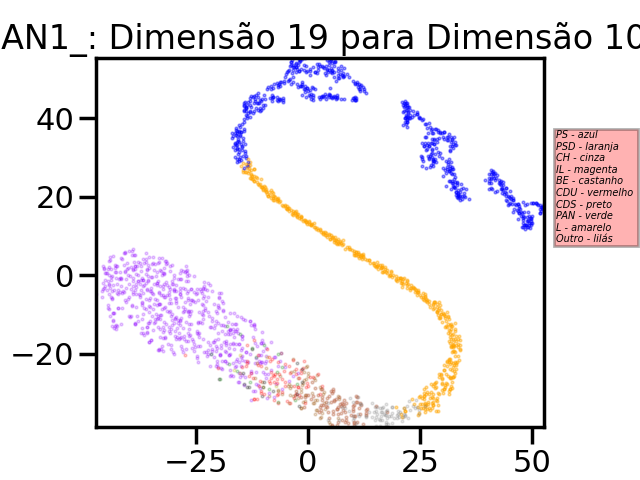 AN1_: Dimensão 19 para Dimensão 10
40
20
0
−20
−25
0
25
50
PS - azul
PSD - laranja
CH - cinza
IL - magenta
BE - castanho
CDU - vermelho
CDS - preto
PAN - verde
L - amarelo
Outro - lilás